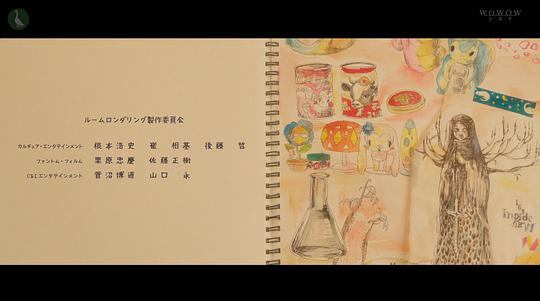 WOWOW
シネマ
ルームロンダリング製作委員会
カルチュア・エンタテインメント 根本浩史 崔 相基 後藤 哲
ファントム・フィルム 栗原忠慶 佐藤正樹
C&Iエンタテインメント 菅沼博道 山口 永
inside